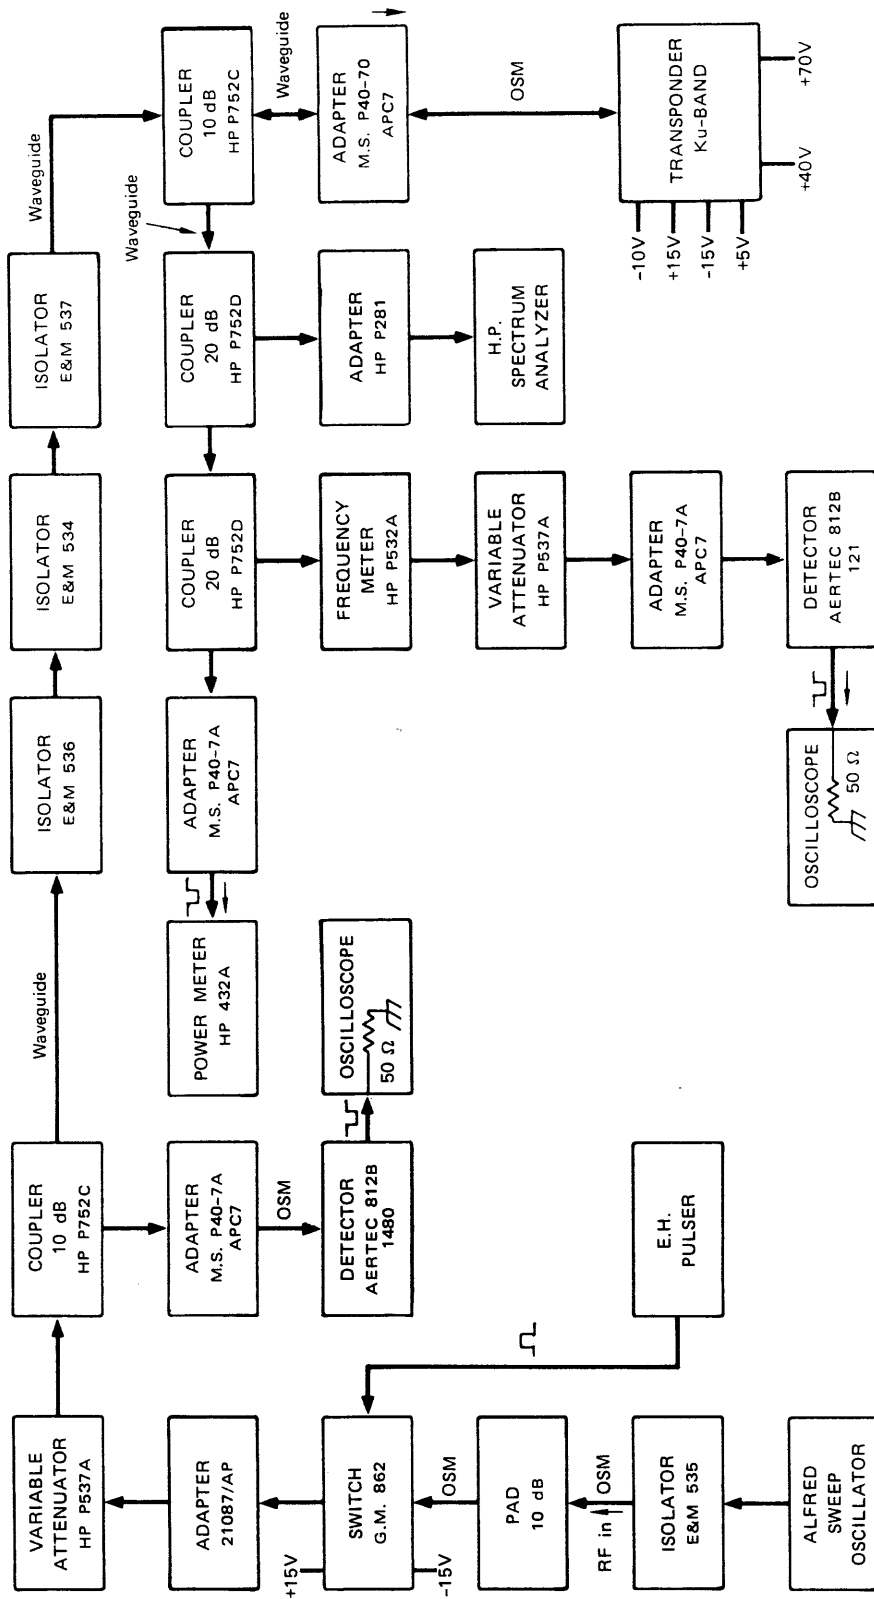 VARIABLE
ATTENUATOR
HP P537A
COUPLER
10 dB
HP P752C
Waveguide
ISOLATOR
E&M 536
ISOLATOR
E&M 534
ISOLATOR
E&M 537
Waveguide
ADAPTER
21087/AP
ADAPTER
M.S. P40-7A
APC7
POWER METER
HP 432A
ADAPTER
M.S. P40-7A
APC7
COUPLER
20 dB
HP P752D
COUPLER
20 dB
HP P752D
Waveguide
COUPLER
10 dB
HP P752C
Waveguide
OSM
+15V
SWITCH
G.M. 862
-15V
DETECTOR
AERTEC 812B
1480
OSCILLOSCOPE
50 Ω
FREQUENCY
METER
HP P532A
ADAPTER
HP P281
ADAPTER
M.S. P40-70
APC7
OSM
PAD
10 dB
VARIABLE
ATTENUATOR
HP P537A
H.P.
SPECTRUM
ANALYZER
OSM
RF in
OSM
ISOLATOR
E&M 535
E.H.
PULSER
ADAPTER
M.S. P40-7A
APC7
-10V
+15V
-15V
+5V
TRANSPONDER
Ku-BAND
+40V
+70V
ALFRED
SWEEP
OSCILLATOR
OSCILLOSCOPE
50 Ω
DETECTOR
AERTEC 812B
121